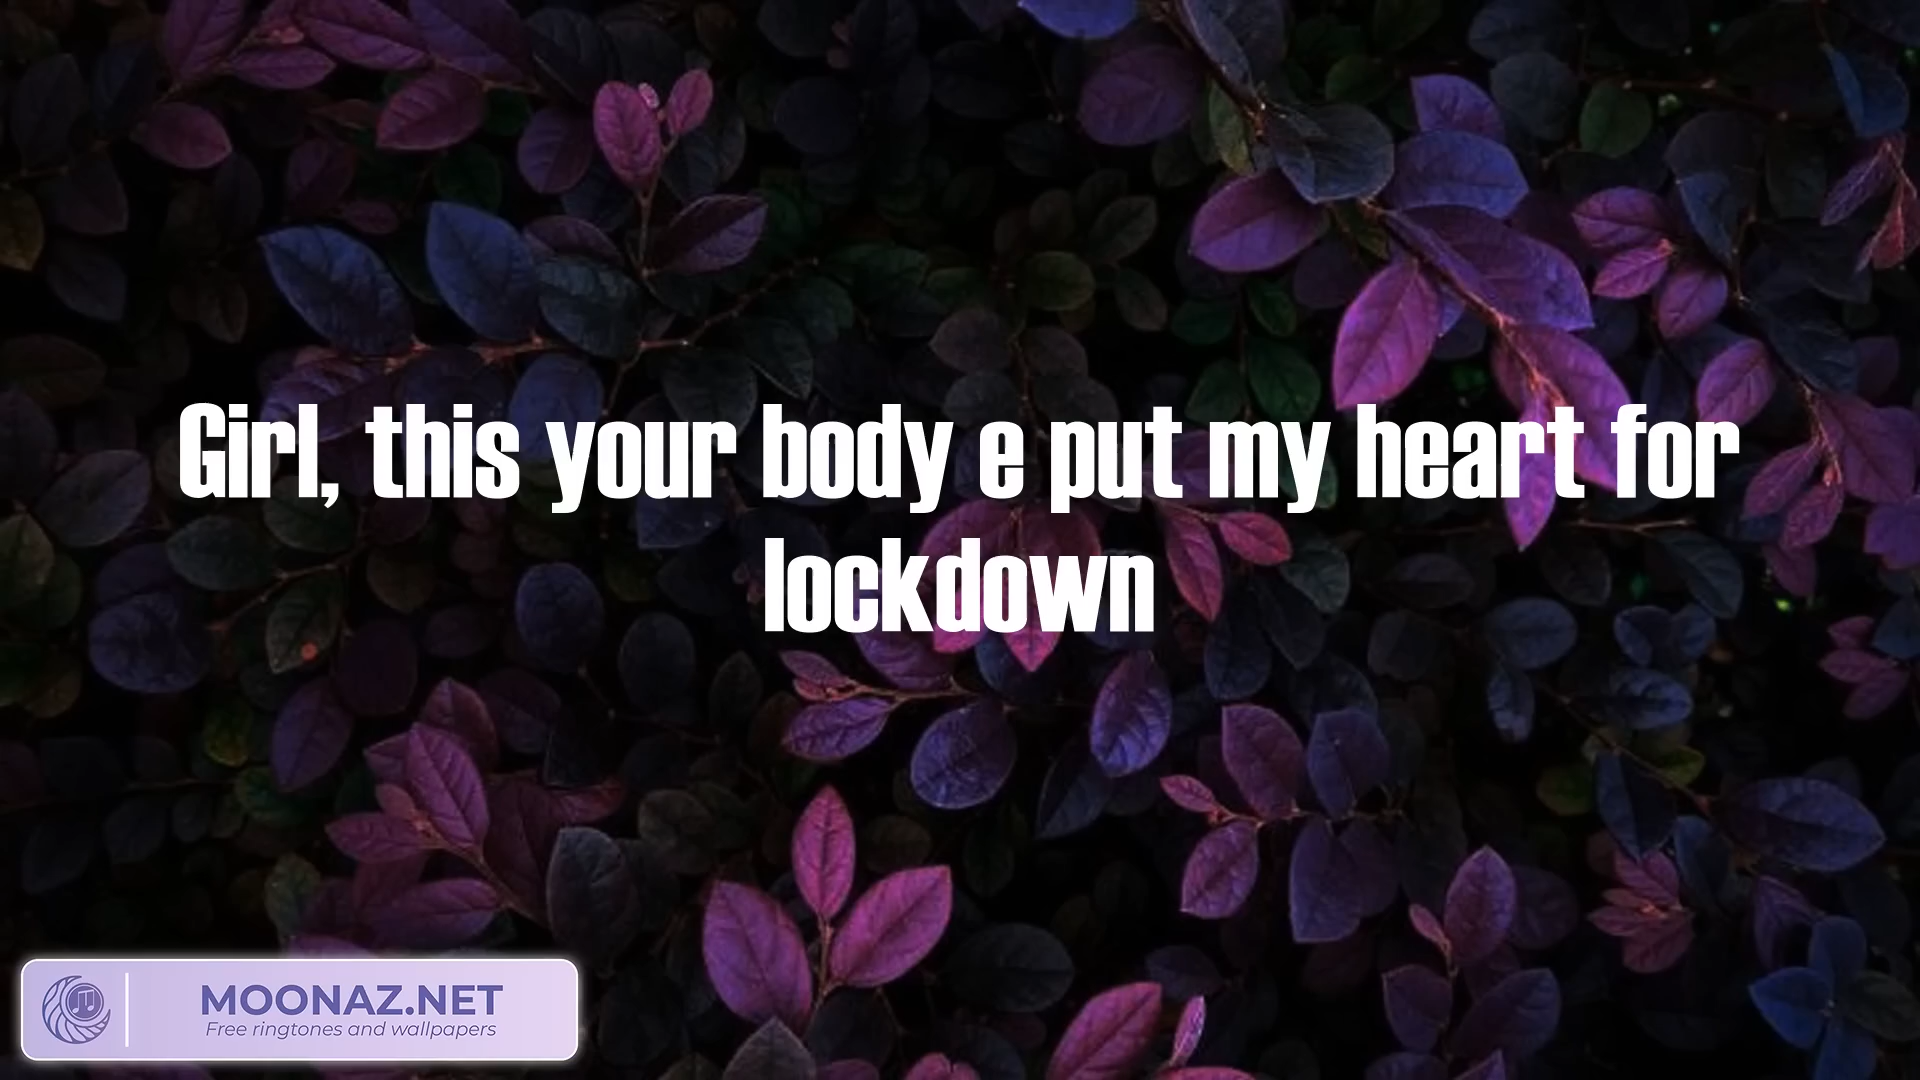 Girl, this your body e put my heart for
lockdown
MOONAZ.NET
Free ringtones and wallpapers